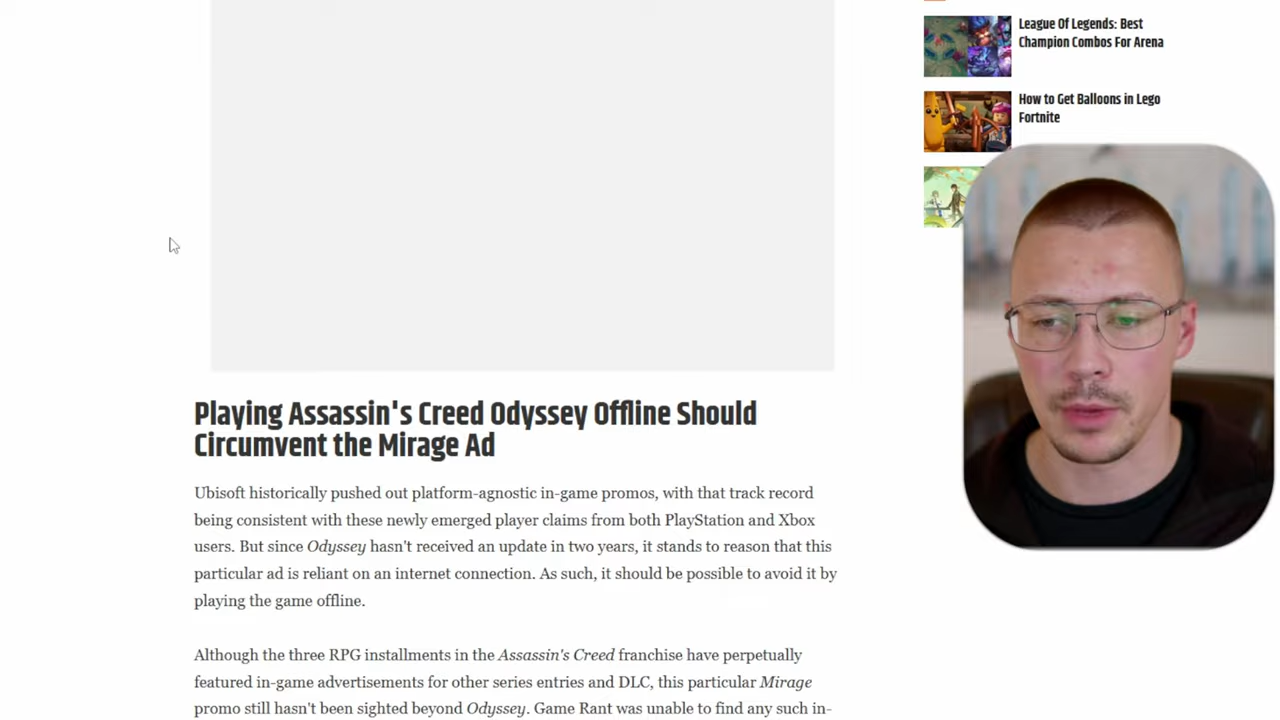 League Of Legends: Best
Champion Combos For Arena
How to Get Balloons in Lego
Fortnite
Playing Assassin's Creed Odyssey Offline Should
Circumvent the Mirage Ad
Ubisoft historically pushed out platform-agnostic in-game promos, with that track record
being consistent with these newly emerged player claims from both PlayStation and Xbox
users. But since Odyssey hasn't received an update in two years, it stands to reason that this
particular ad is reliant on an internet connection. As such, it should be possible to avoid it by
playing the game offline.
Although the three RPG installments in the Assassin's Creed franchise have perpetually
featured in-game advertisements for other series entries and DLC, this particular Mirage
promo still hasn't been sighted beyond Odyssey. Game Rant was unable to find any such in-